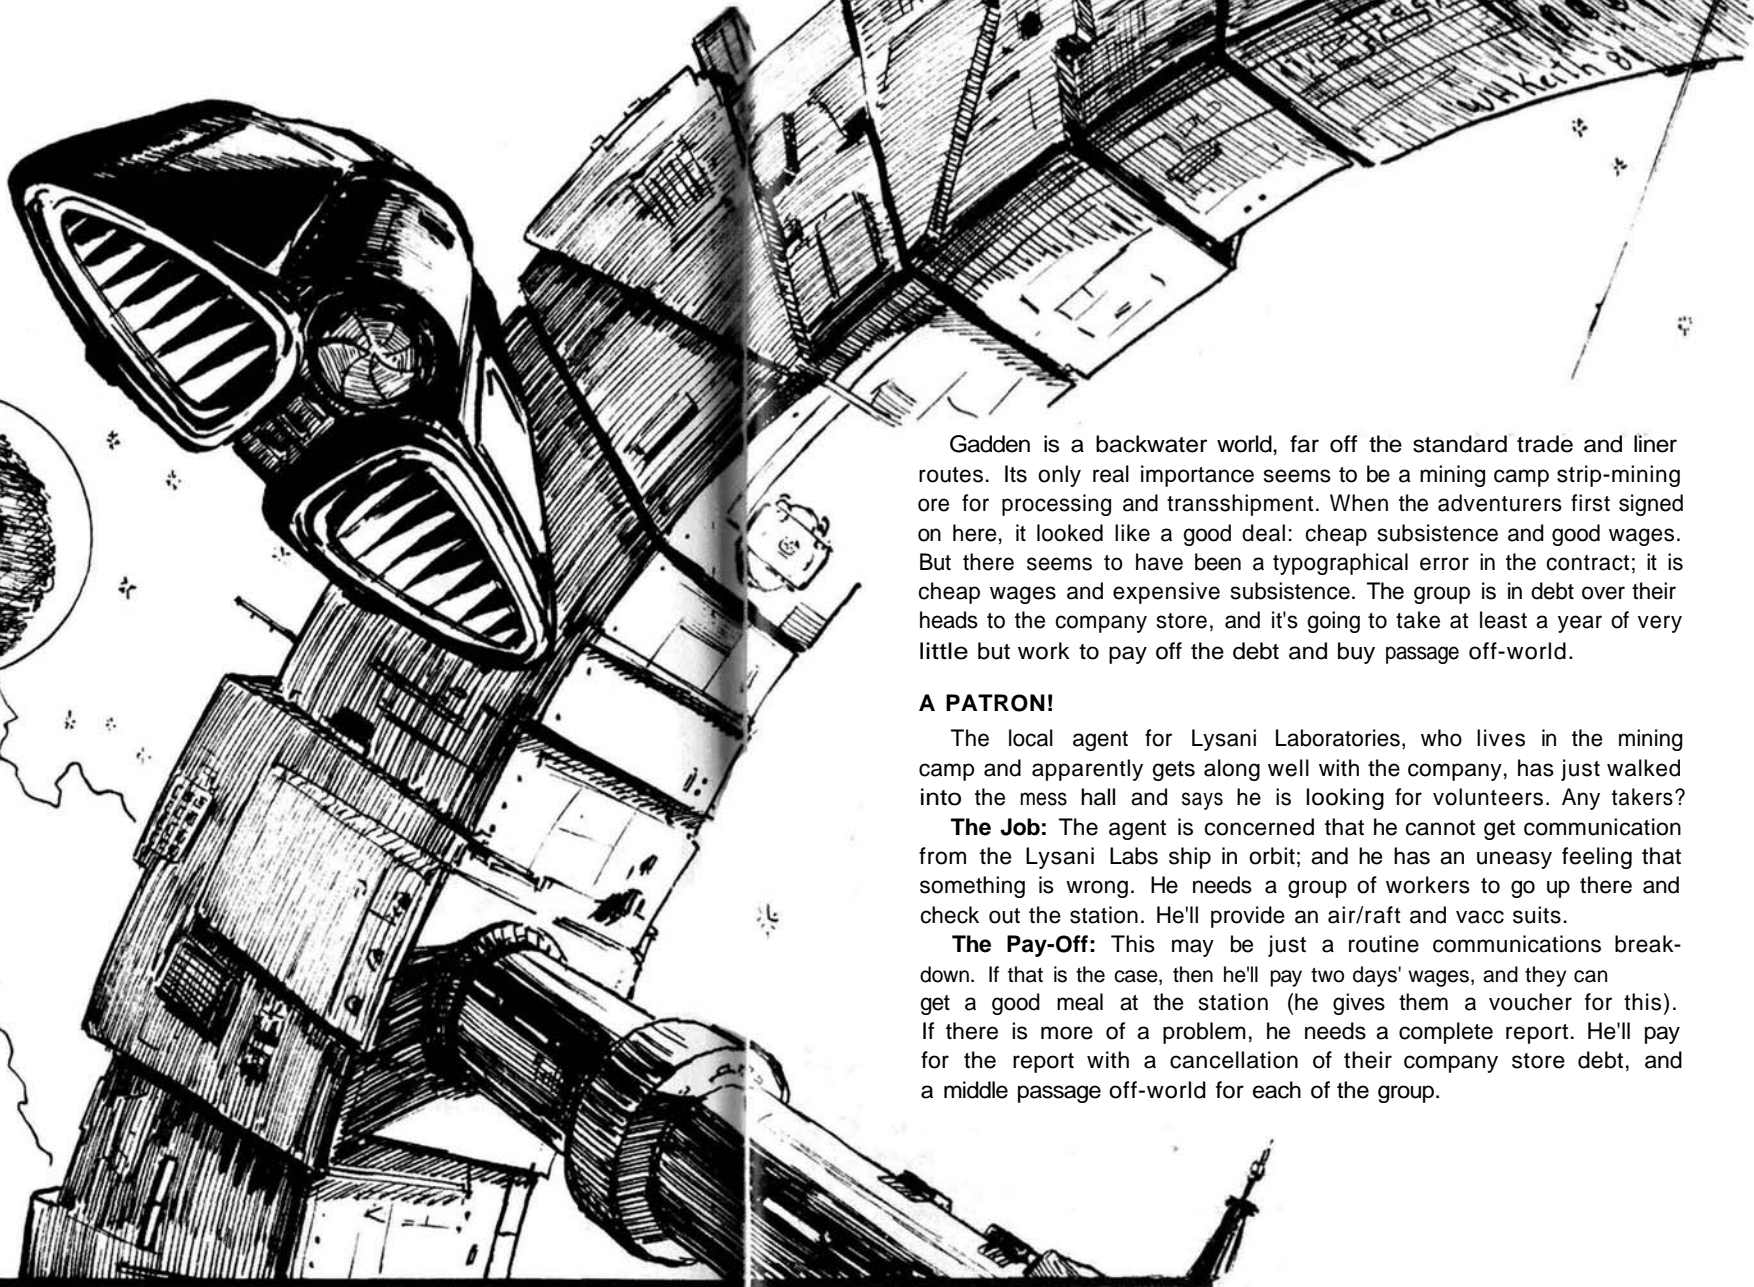 WHKeith 81
Gadden is a backwater world, far off the standard trade and liner
routes. Its only real importance seems to be a mining camp strip-mining
ore for processing and transshipment. When the adventurers first signed
on here, it looked like a good deal: cheap subsistence and good wages.
But there seems to have been a typographical error in the contract; it is
cheap wages and expensive subsistence. The group is in debt over their
heads to the company store, and it's going to take at least a year of very
little but work to pay off the debt and buy passage off-world.
A PATRON!
The local agent for Lysani Laboratories, who lives in the mining
camp and apparently gets along well with the company, has just walked
into the mess hall and says he is looking for volunteers. Any takers?
The Job: The agent is concerned that he cannot get communication
from the Lysani Labs ship in orbit; and he has an uneasy feeling that
something is wrong. He needs a group of workers to go up there and
check out the station. He'll provide an air/raft and vacc suits.
The Pay-Off: This may be just a routine communications break-
down. If that is the case, then he'll pay two days' wages, and they can
get a good meal at the station (he gives them a voucher for this).
If there is more of a problem, he needs a complete report. He'll pay
for the report with a cancellation of their company store debt, and
a middle passage off-world for each of the group.